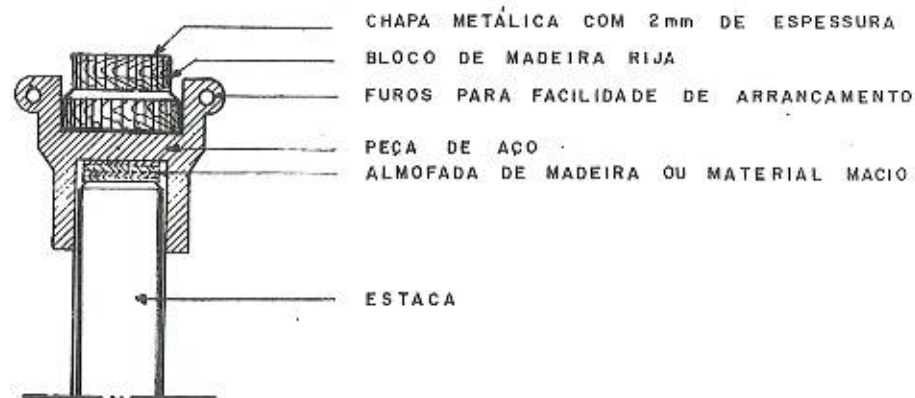 CHAPA METÁLICA COM 2mm DE ESPESSURA
BLOCO DE MADEIRA RIJA
FUROS PARA FACILIDADE DE ARRANCAMENTO
PEÇA DE AÇO
ALMOFADA DE MADEIRA OU MATERIAL MACIO
ESTACA